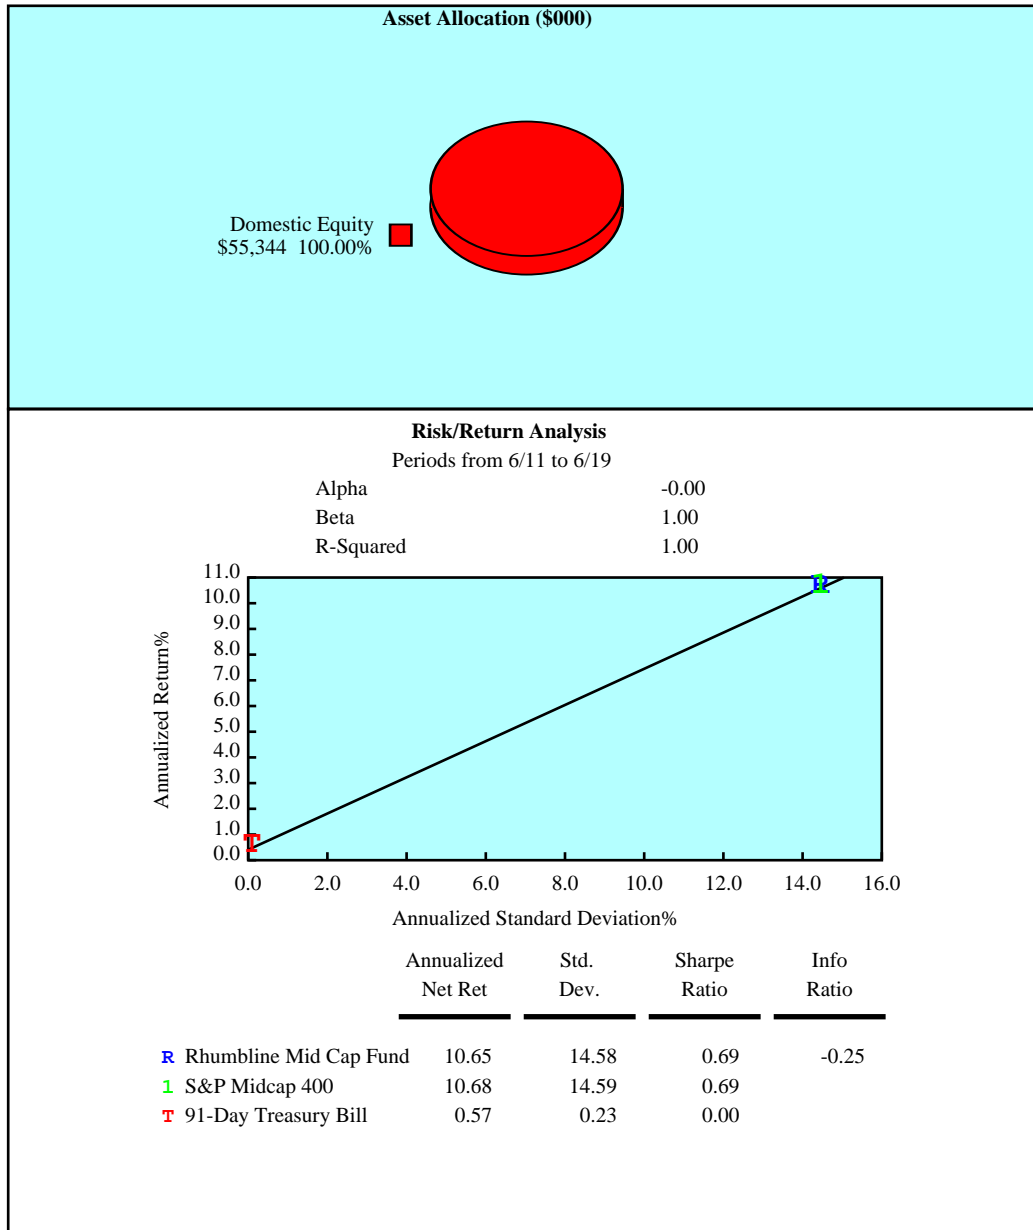 Asset Allocation ($000)
Domestic Equity
$55,344 100.00%
Risk/Return Analysis
Periods from 6/11 to 6/19
Alpha -0.00
Beta 1.00
R-Squared 1.00
Annualized Return%
11.0
10.0
9.0
8.0
7.0
6.0
5.0
4.0
3.0
2.0
1.0
0.0
R
1
T
0.0 2.0 4.0 6.0 8.0 10.0 12.0 14.0 16.0
Annualized Standard Deviation%
Annualized Std. Sharpe Info
Net Ret Dev. Ratio Ratio
R Rhumbline Mid Cap Fund 10.65 14.58 0.69 -0.25
1 S&P Midcap 400 10.68 14.59 0.69
T 91-Day Treasury Bill 0.57 0.23 0.00